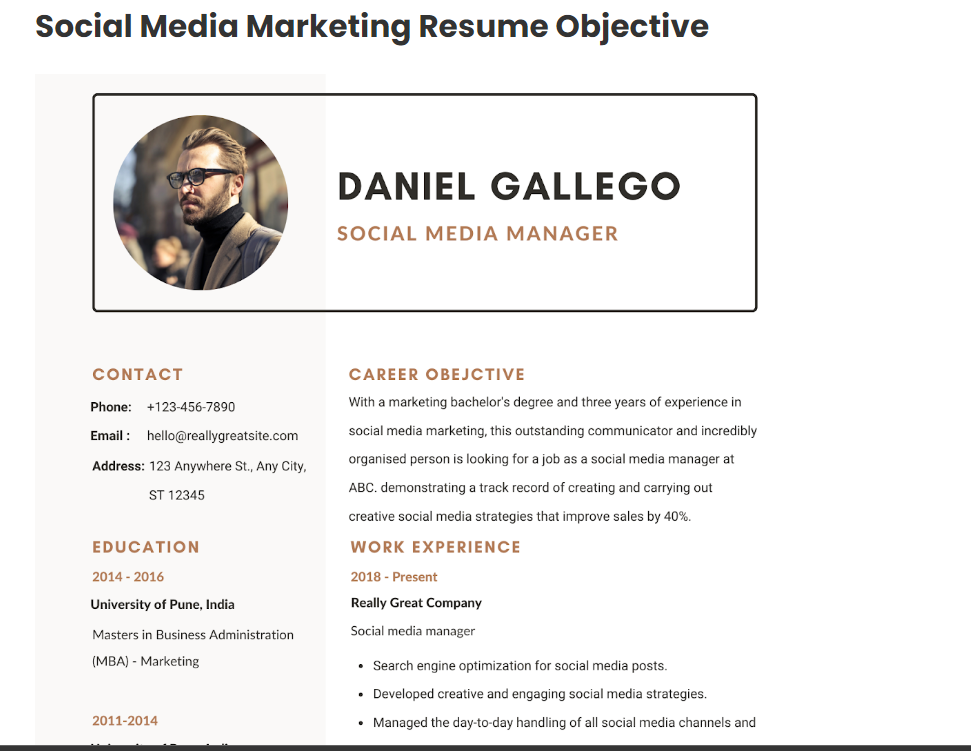 Social Media Marketing Resume Objective
DANIEL GALLEGO
SOCIAL MEDIA MANAGER
CONTACT
Phone: +123-456-7890
Email : hello@reallygreatsite.com
Address: 123 Anywhere St., Any City,
ST 12345
EDUCATION
2014 - 2016
University of Pune, India
Masters in Business Administration
(MBA) - Marketing
2011-2014
CAREER OBEJCTIVE
With a marketing bachelor's degree and three years of experience in
social media marketing, this outstanding communicator and incredibly
organised person is looking for a job as a social media manager at
ABC. demonstrating a track record of creating and carrying out
creative social media strategies that improve sales by 40%.
WORK EXPERIENCE
2018 - Present
Really Great Company
Social media manager
• Search engine optimization for social media posts.
• Developed creative and engaging social media strategies.
• Managed the day-to-day handling of all social media channels and